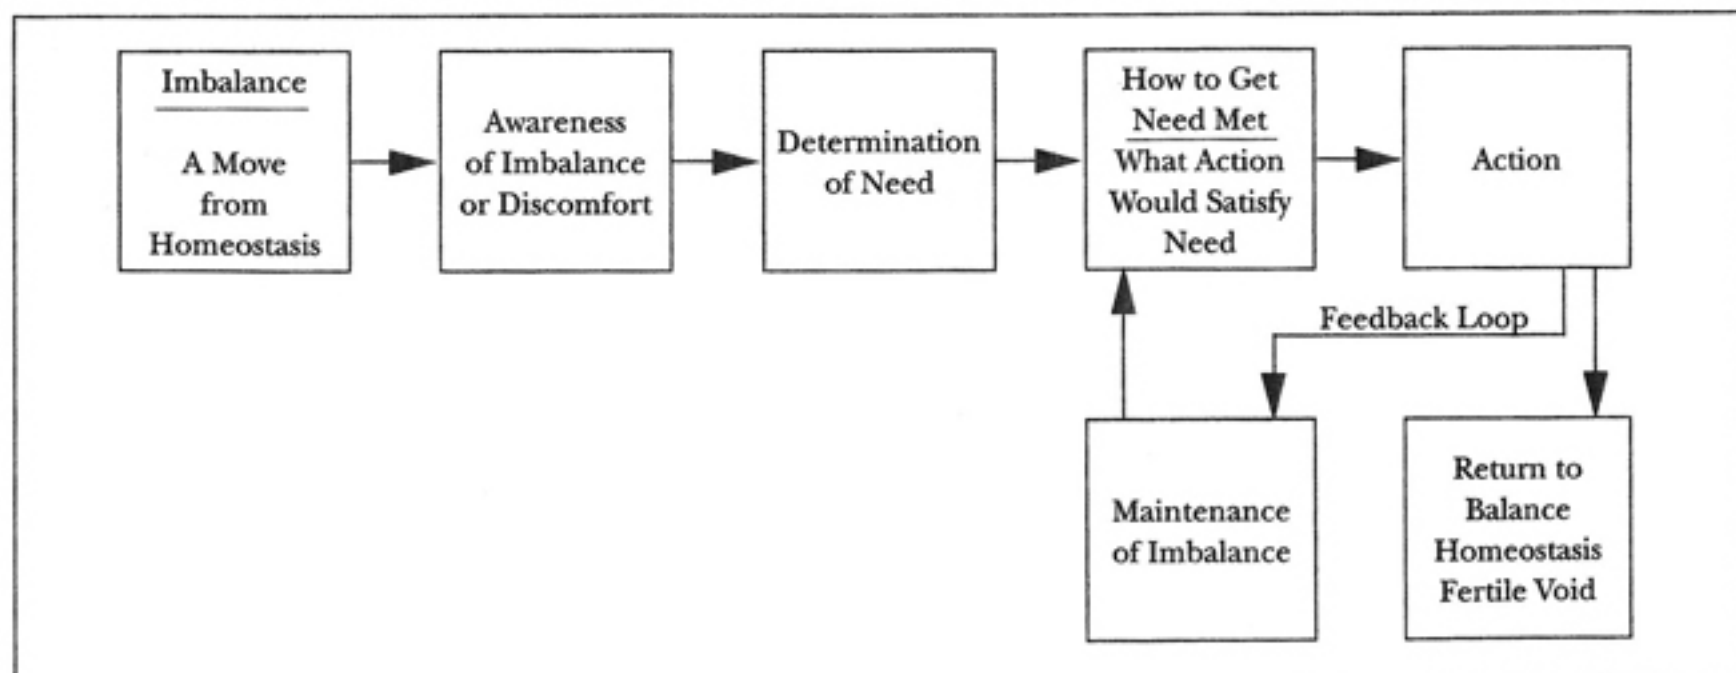 Imbalance
A Move
from
Homeostasis
Awareness
of Imbalance
or Discomfort
Determination
of Need
How to Get
Need Met
What Action
Would Satisfy
Need
Action
Feedback Loop
Maintenance
of Imbalance
Return to
Balance
Homeostasis
Fertile Void